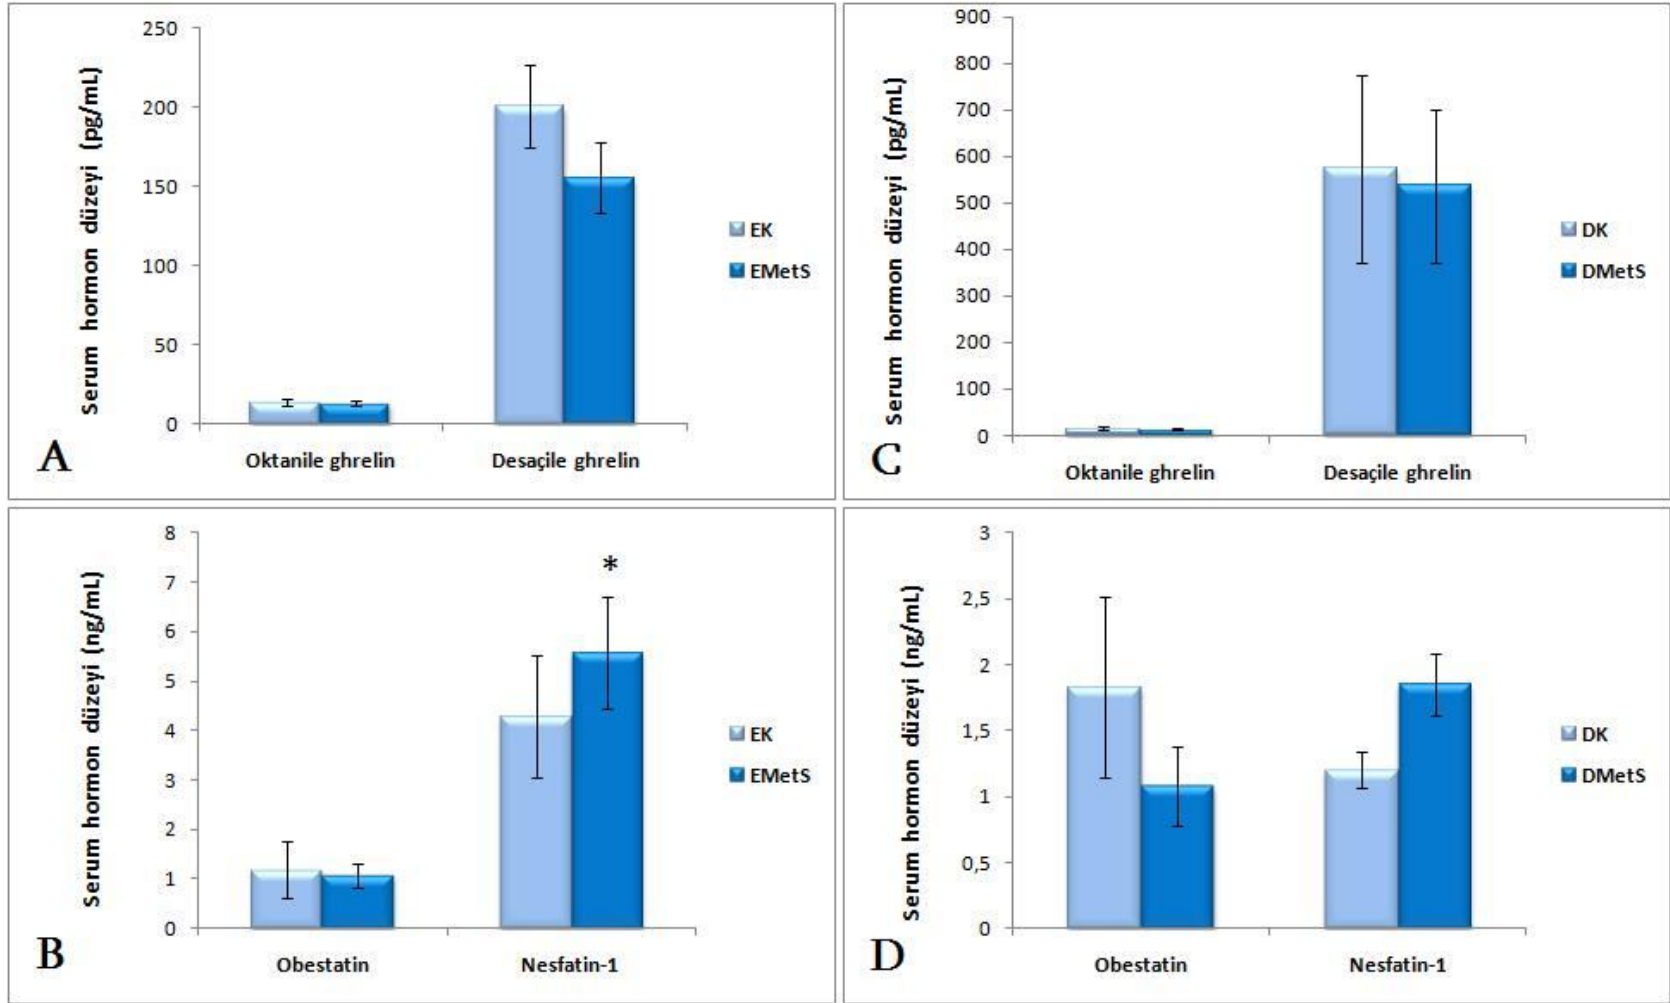 Serum hormon düzeyi (pg/mL)
250
200
150
100
50
0
Oktanile ghrelin
Desaçile ghrelin
EK
EMetS
A
Serum hormon düzeyi (pg/mL)
900
800
700
600
500
400
300
200
100
0
Oktanile ghrelin
Desaçile ghrelin
DK
DMetS
C
Serum hormon düzeyi (ng/mL)
8
7
6
5
4
3
2
1
0
*
Obestatin
Nesfatin-1
EK
EMetS
B
Serum hormon düzeyi (ng/mL)
3
2,5
2
1,5
1
0,5
0
Obestatin
Nesfatin-1
DK
DMetS
D